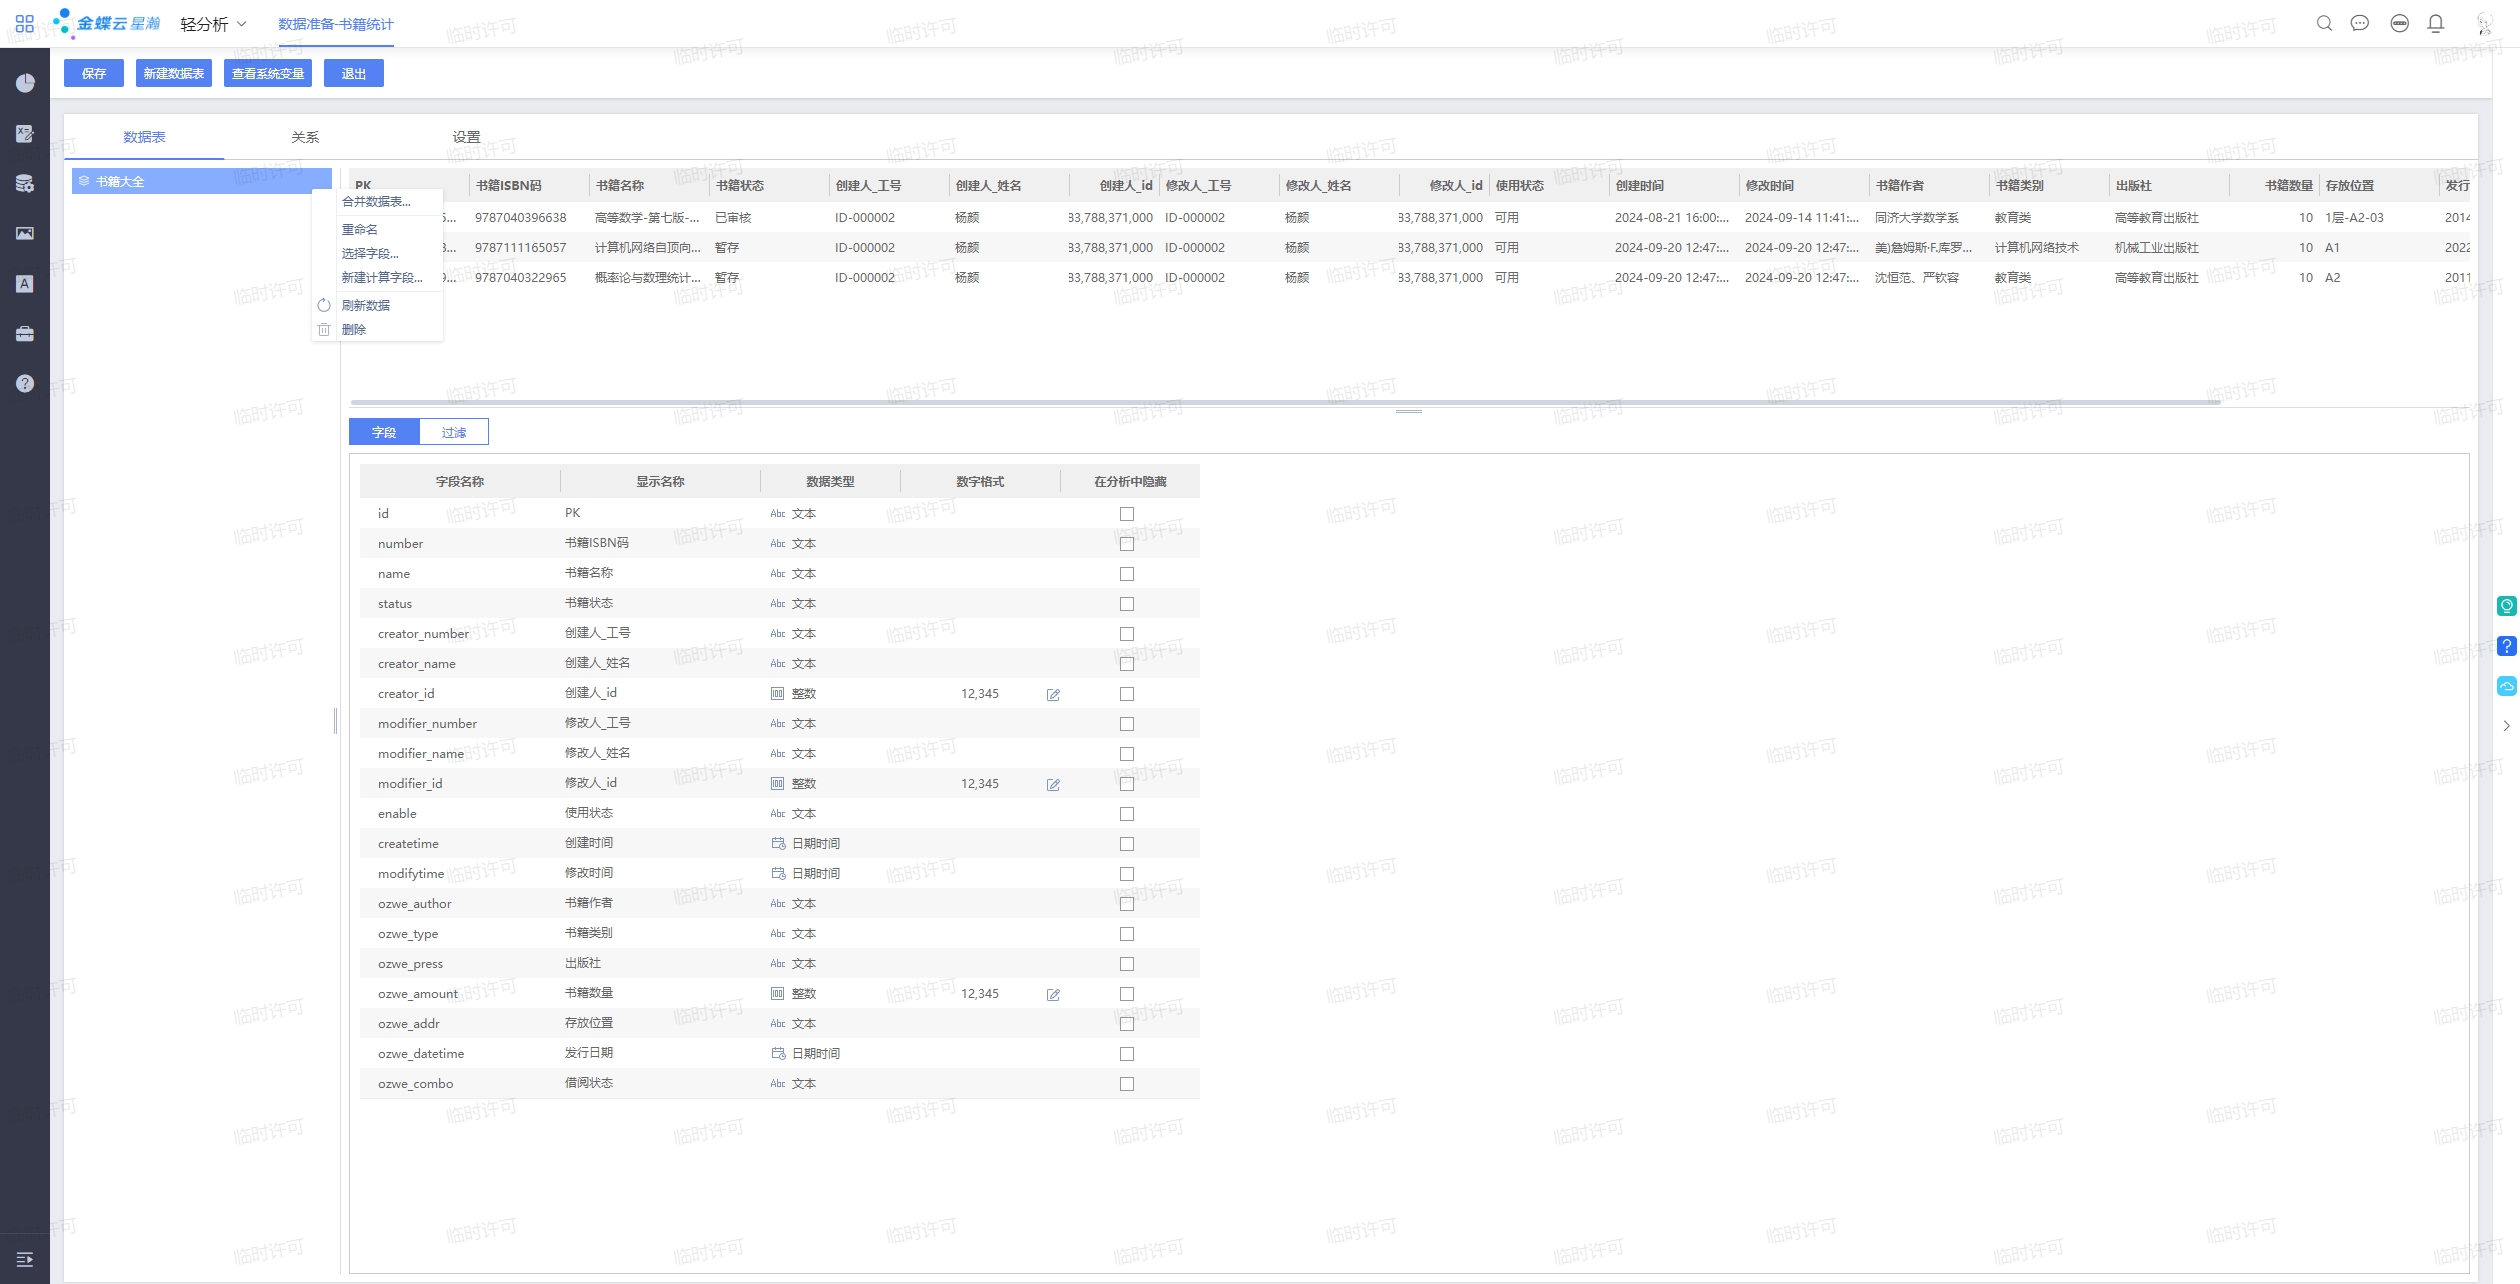 金蝶云星瀚 轻分析 数据准备-书籍统计
保存 新建数据表 查看系统变量 退出
数据表 关系 设置
书籍大全
合并数据表...
重命名
选择字段...
新建计算字段...
刷新数据
删除
PK 书籍ISBN码 书籍名称 书籍状态 创建人_工号 创建人_姓名 创建人_id 修改人_工号 修改人_姓名 修改人_id 使用状态 创建时间 修改时间 书籍作者 书籍类别 出版社 书籍数量 存放位置 发行
5... 9787040396638 高等数学-第七版-... 已审核 ID-000002 杨颜 83,788,371,000 ID-000002 杨颜 83,788,371,000 可用 2024-08-21 16:00:... 2024-09-14 11:41:... 同济大学数学系 教育类 高等教育出版社 10 1层-A2-03 2014
3... 9787111165057 计算机网络自顶向... 暂存 ID-000002 杨颜 83,788,371,000 ID-000002 杨颜 83,788,371,000 可用 2024-09-20 12:47:... 2024-09-20 12:47:... 美)詹姆斯·F.库罗... 计算机网络技术 机械工业出版社 10 A1 2022
9... 9787040322965 概率论与数理统计... 暂存 ID-000002 杨颜 83,788,371,000 ID-000002 杨颜 83,788,371,000 可用 2024-09-20 12:47:... 2024-09-20 12:47:... 沈恒范、严钦容 教育类 高等教育出版社 10 A2 2011
字段 过滤
字段名称 显示名称 数据类型 数字格式 在分析中隐藏
id PK Abc 文本
number 书籍ISBN码 Abc 文本
name 书籍名称 Abc 文本
status 书籍状态 Abc 文本
creator_number 创建人_工号 Abc 文本
creator_name 创建人_姓名 Abc 文本
creator_id 创建人_id 整数 12,345
modifier_number 修改人_工号 Abc 文本
modifier_name 修改人_姓名 Abc 文本
modifier_id 修改人_id 整数 12,345
enable 使用状态 Abc 文本
createtime 创建时间 日期时间
modifytime 修改时间 日期时间
ozwe_author 书籍作者 Abc 文本
ozwe_type 书籍类别 Abc 文本
ozwe_press 出版社 Abc 文本
ozwe_amount 书籍数量 整数 12,345
ozwe_addr 存放位置 Abc 文本
ozwe_datetime 发行日期 日期时间
ozwe_combo 借阅状态 Abc 文本
临时许可